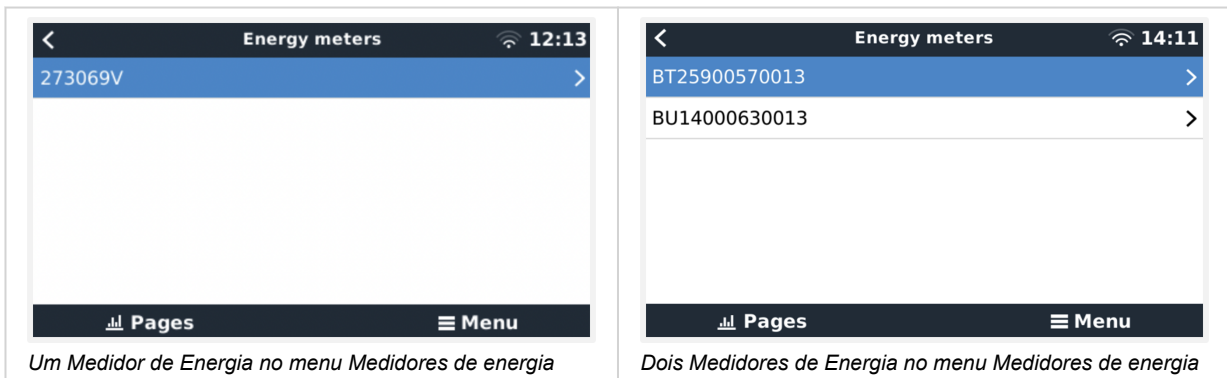 Energy meters 12:13
273069V
Pages Menu
Um Medidor de Energia no menu Medidores de energia
Energy meters 14:11
BT25900570013
BU14000630013
Pages Menu
Dois Medidores de Energia no menu Medidores de energia